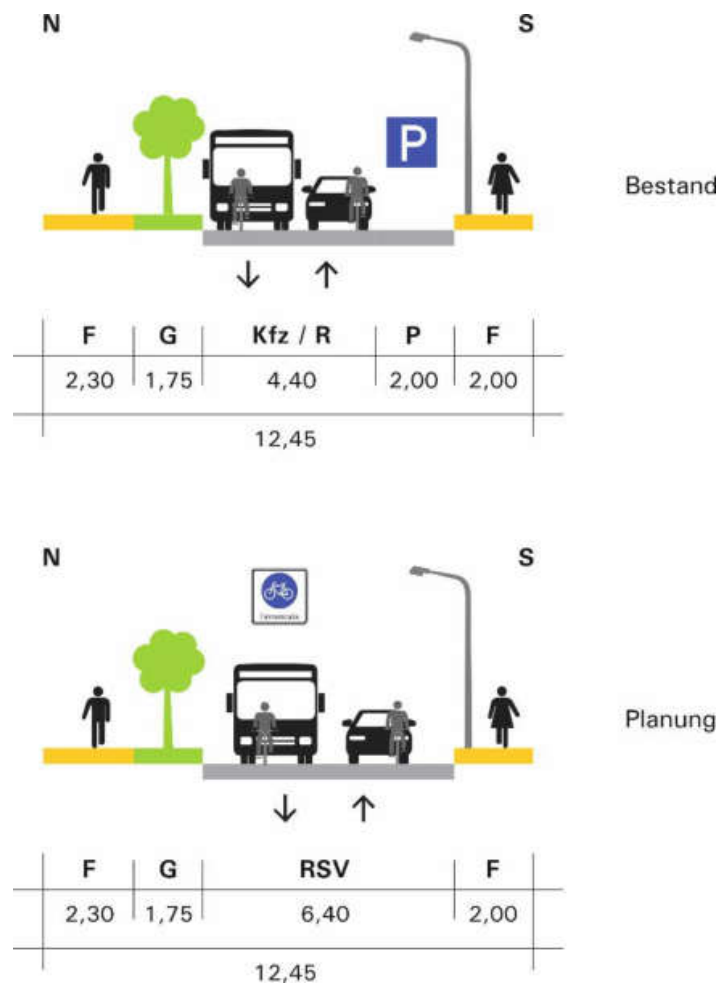 N S
P
Bestand
F G Kfz / R P F
2,30 1,75 4,40 2,00 2,00
12,45
N S
Fahrradstraße
Planung
F G RSV F
2,30 1,75 6,40 2,00
12,45